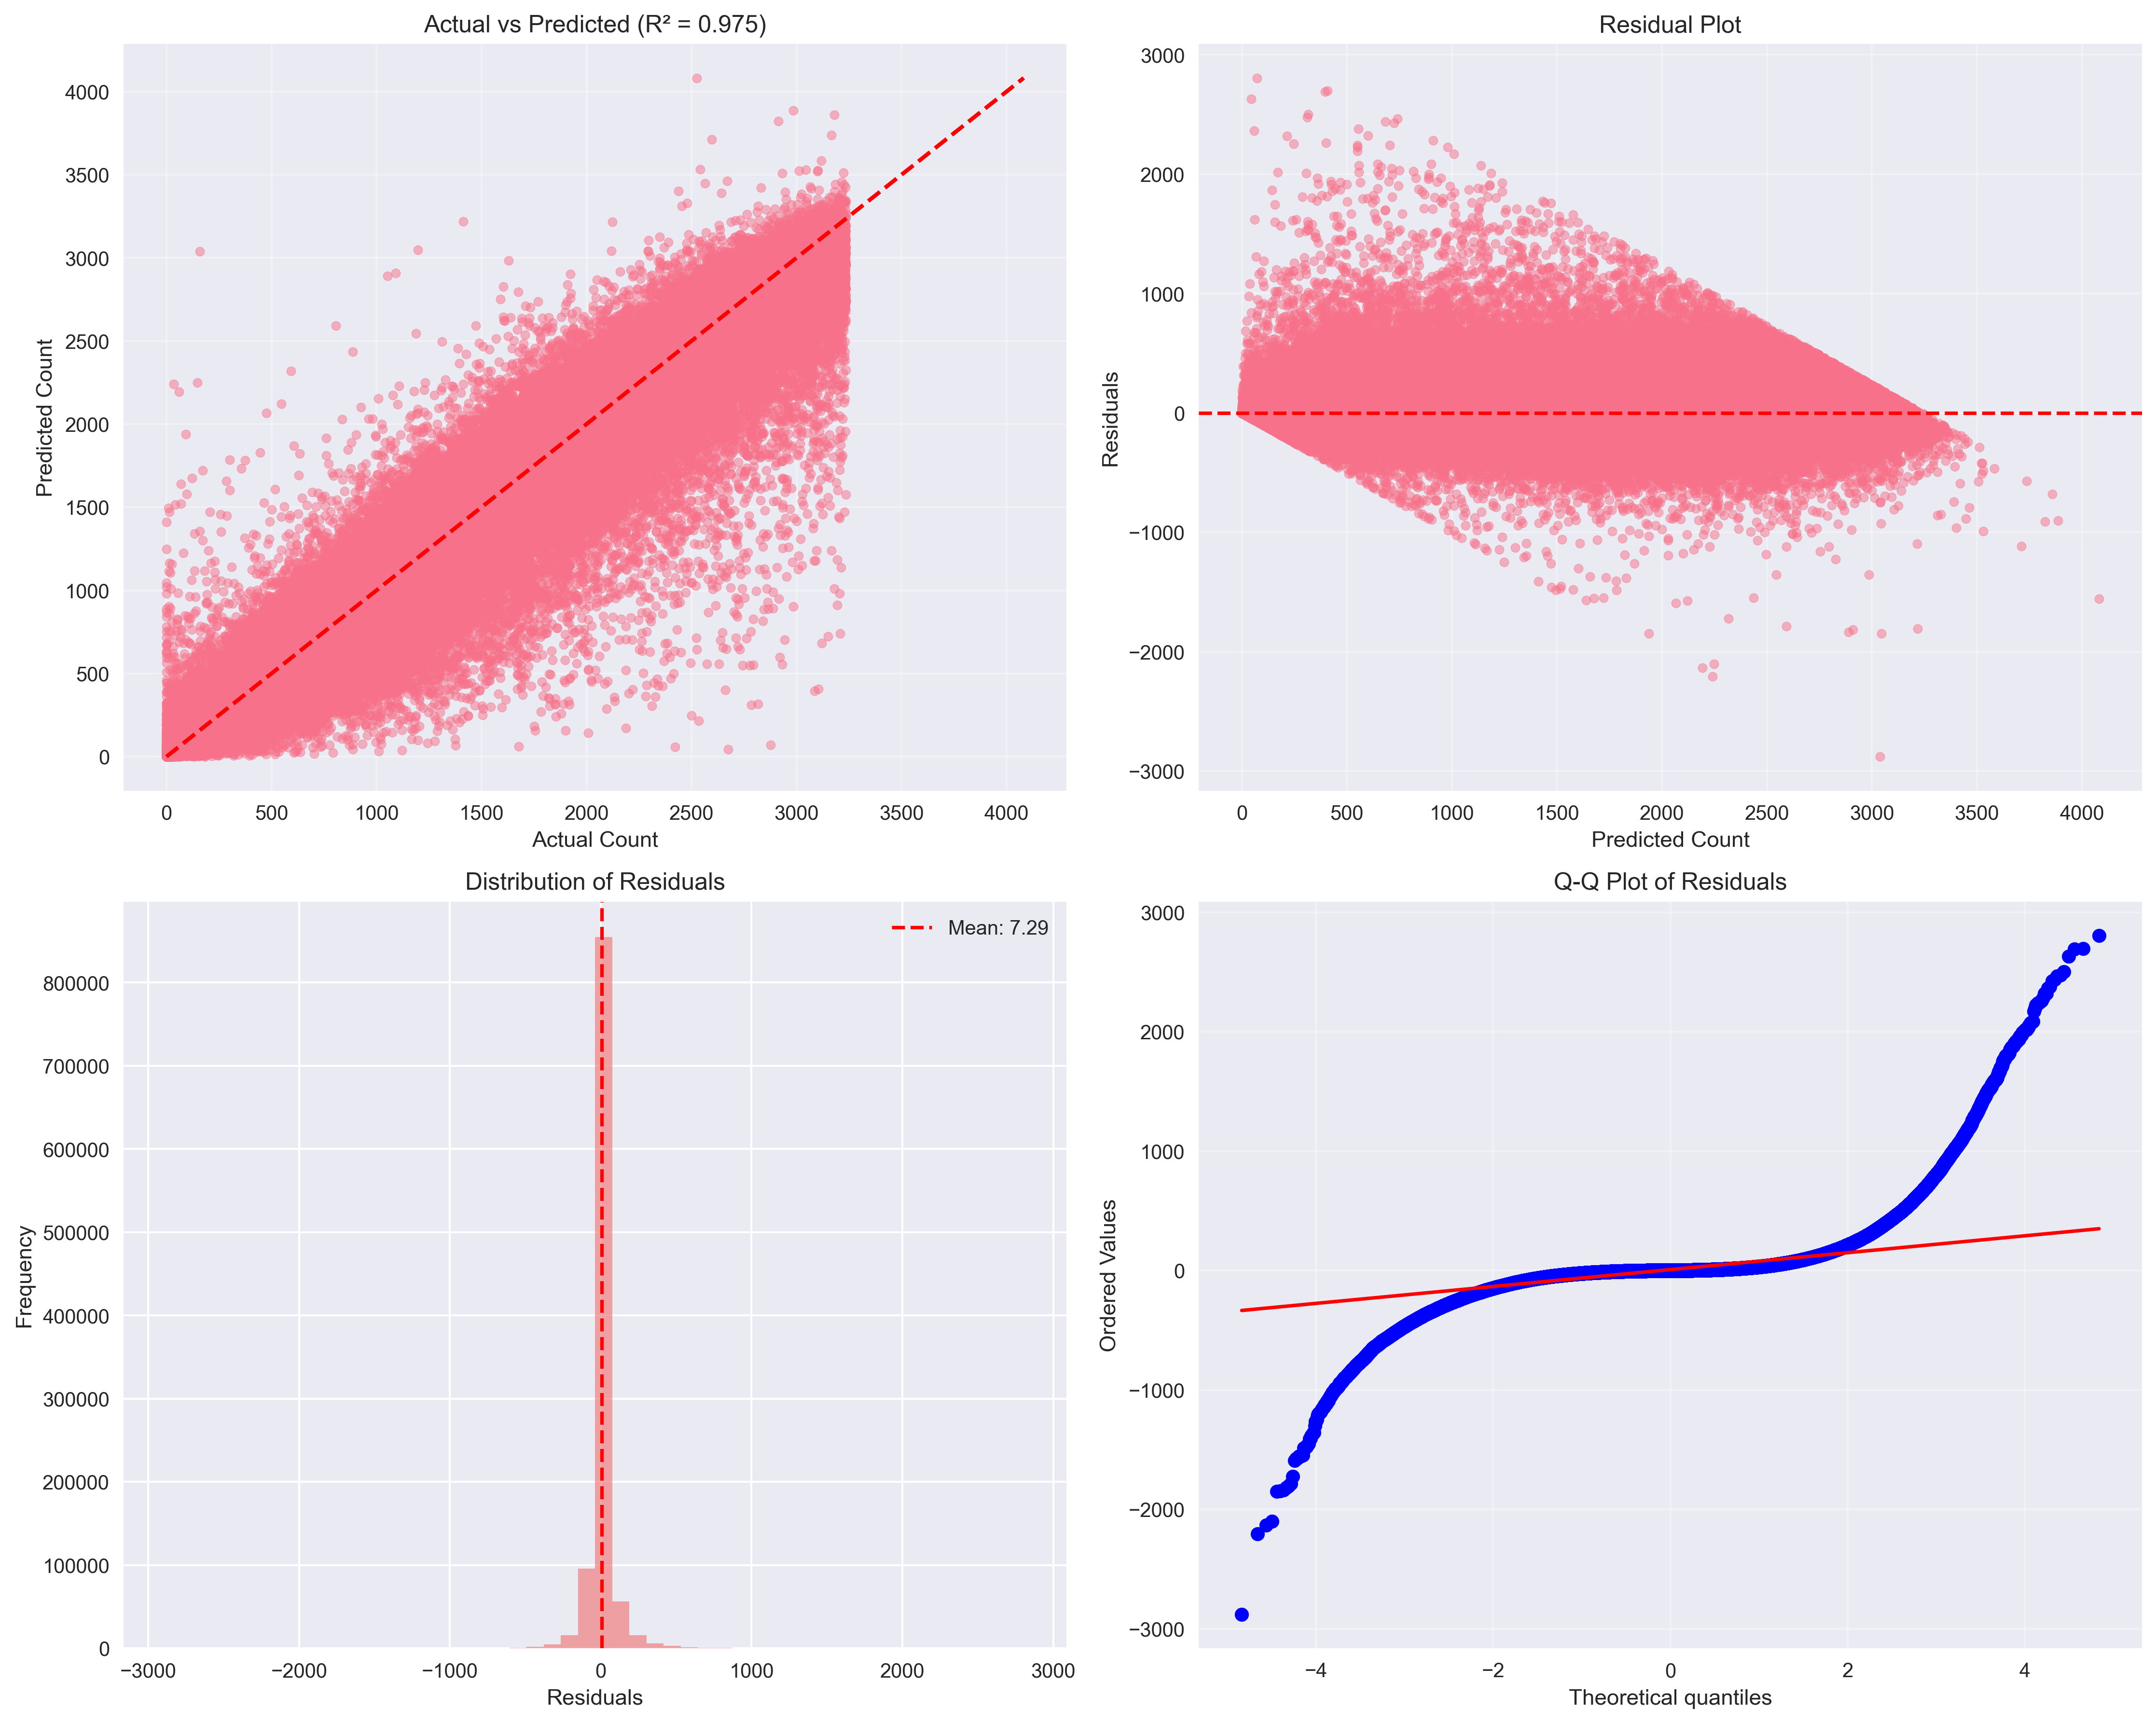 Actual vs Predicted (R² = 0.975)
4000
3500
3000
2500
2000
1500
1000
500
0
Predicted Count
0 500 1000 1500 2000 2500 3000 3500 4000
Actual Count
Residual Plot
3000
2000
1000
0
−1000
−2000
−3000
Residuals
0 500 1000 1500 2000 2500 3000 3500 4000
Predicted Count
Distribution of Residuals
Mean: 7.29
800000
700000
600000
500000
400000
300000
200000
100000
0
Frequency
−3000 −2000 −1000 0 1000 2000 3000
Residuals
Q-Q Plot of Residuals
3000
2000
1000
0
−1000
−2000
−3000
Ordered Values
−4 −2 0 2 4
Theoretical quantiles